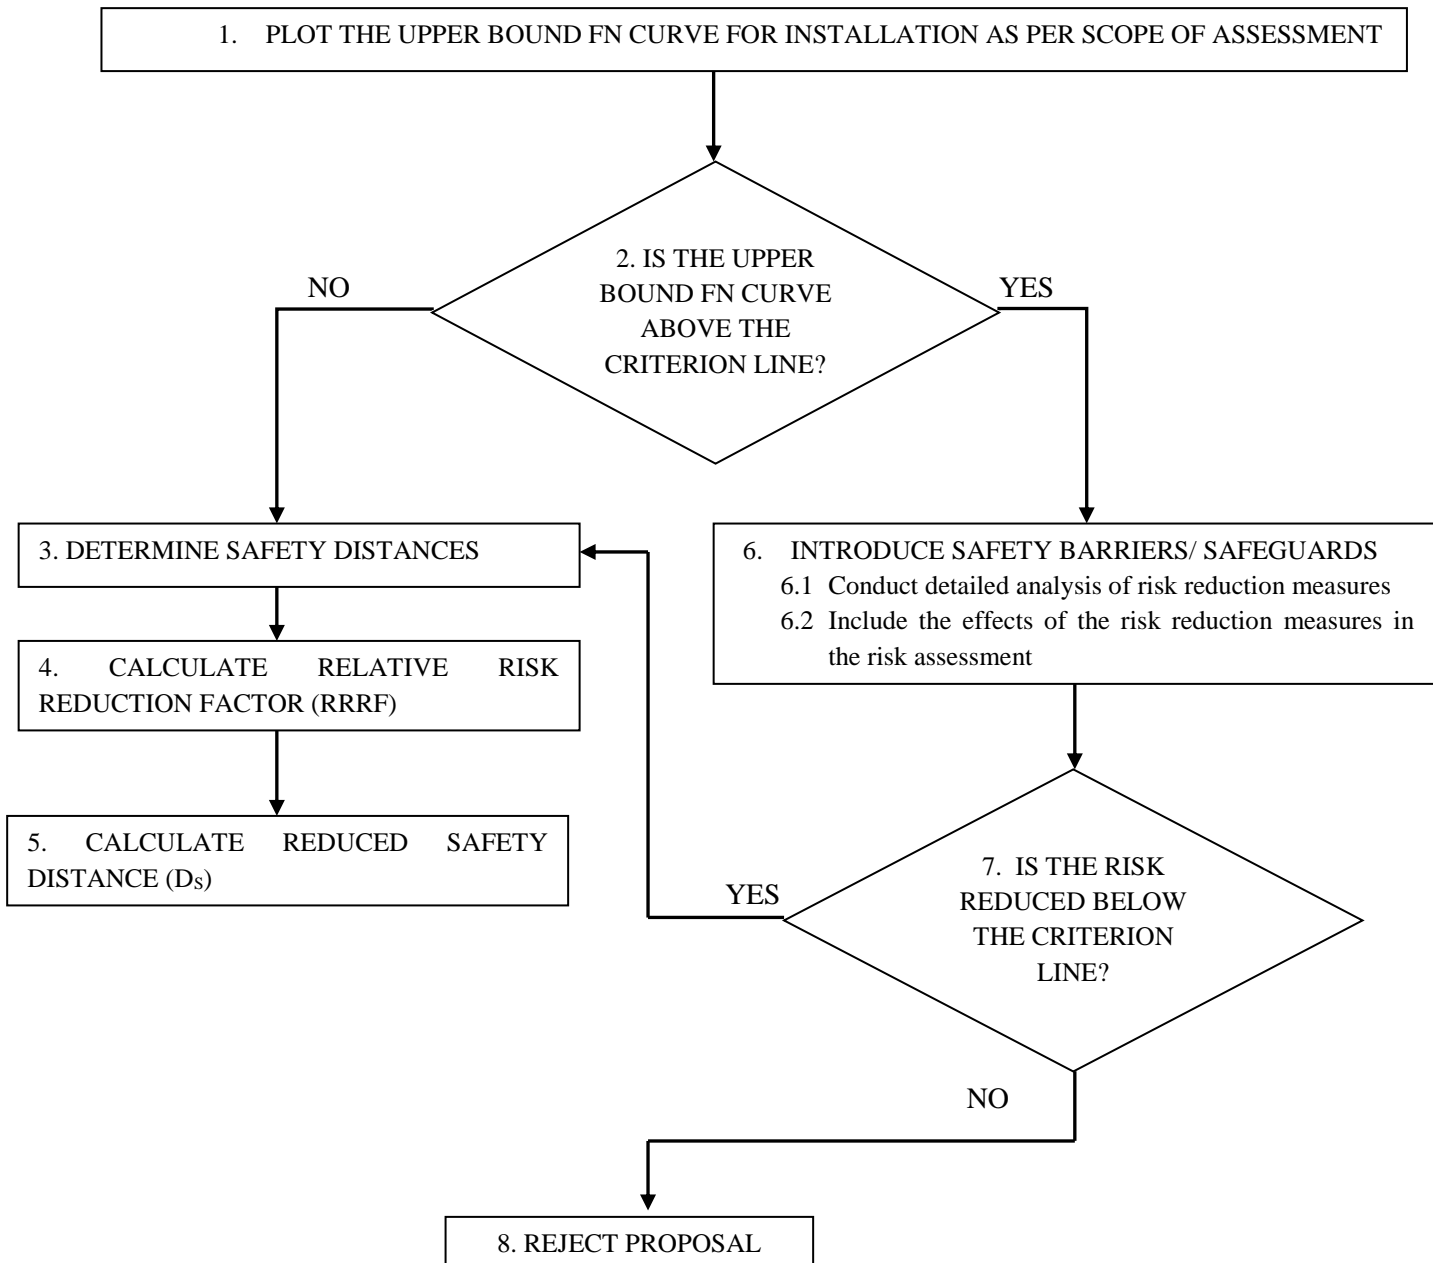 1. PLOT THE UPPER BOUND FN CURVE FOR INSTALLATION AS PER SCOPE OF ASSESSMENT
2. IS THE UPPER
BOUND FN CURVE
ABOVE THE
CRITERION LINE?
NO
YES
3. DETERMINE SAFETY DISTANCES
4. CALCULATE RELATIVE RISK
REDUCTION FACTOR (RRRF)
5. CALCULATE REDUCED SAFETY
DISTANCE (Ds)
6. INTRODUCE SAFETY BARRIERS/ SAFEGUARDS
6.1 Conduct detailed analysis of risk reduction measures
6.2 Include the effects of the risk reduction measures in
the risk assessment
YES
7. IS THE RISK
REDUCED BELOW
THE CRITERION
LINE?
NO
8. REJECT PROPOSAL